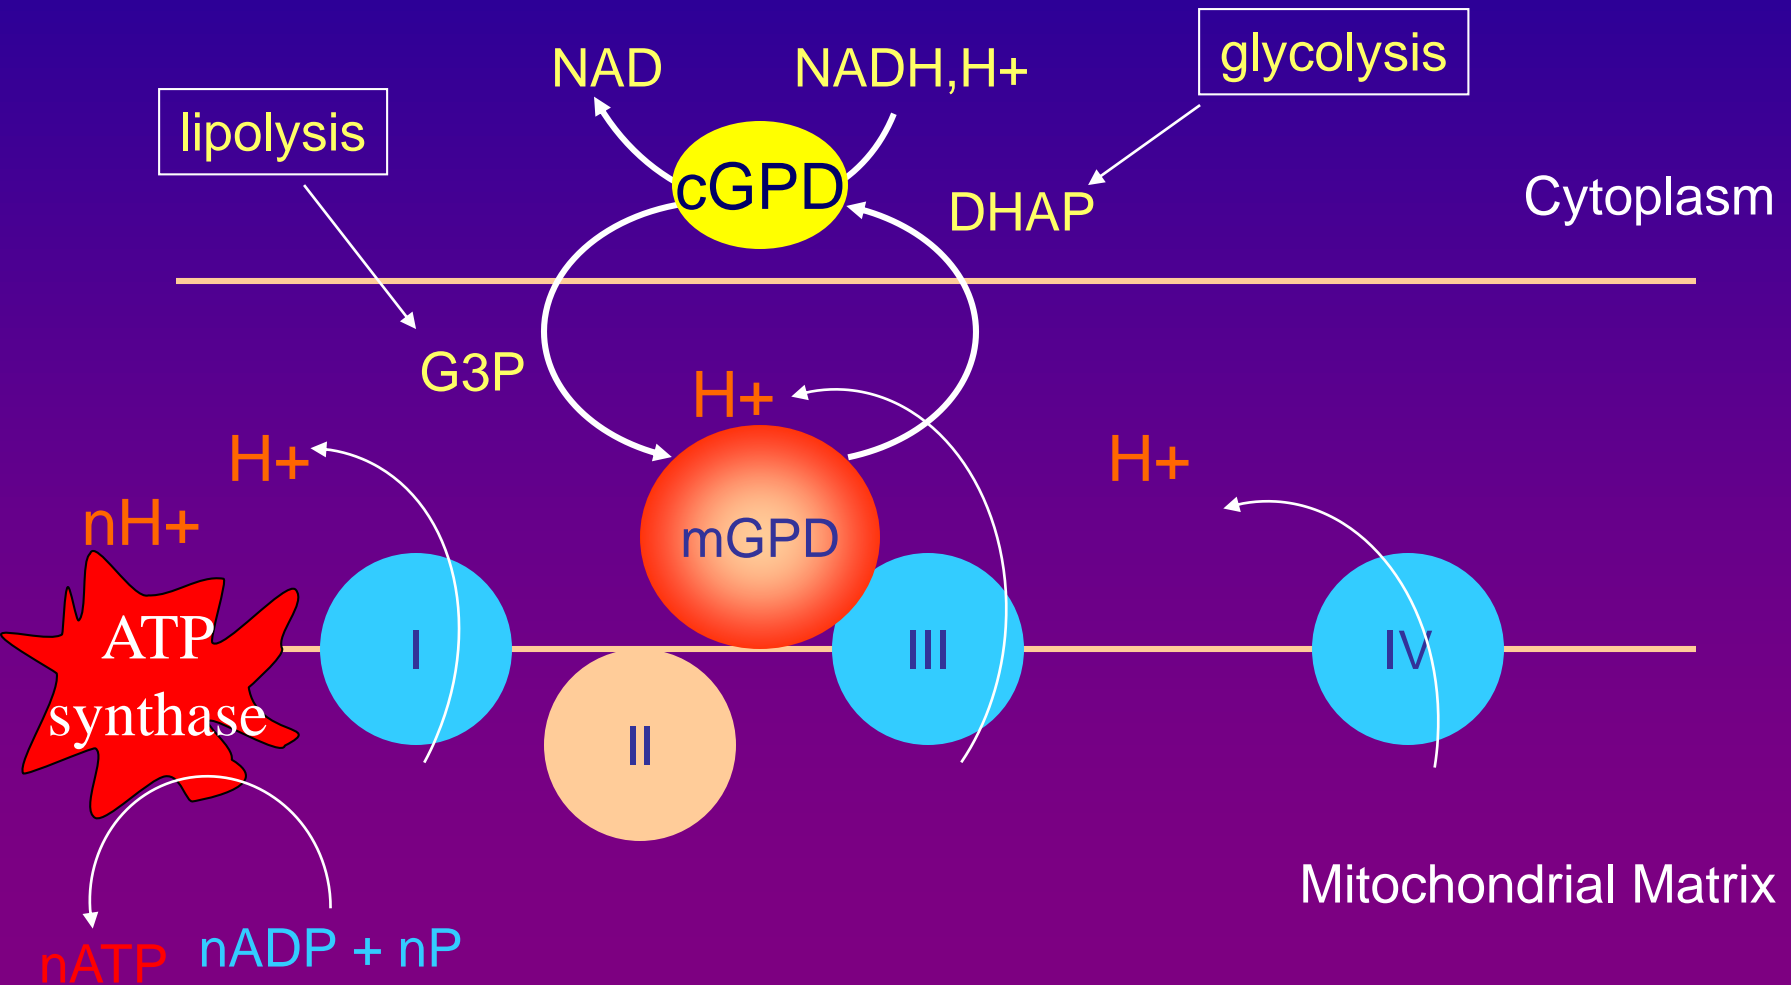 glycolysis
NAD
NADH,H+
lipolysis
cGPD
DHAP
Cytoplasm
G3P
H+
H+
H+
nH+
mGPD
ATP
synthase
I
III
IV
II
Mitochondrial Matrix
nATP
nADP + nP